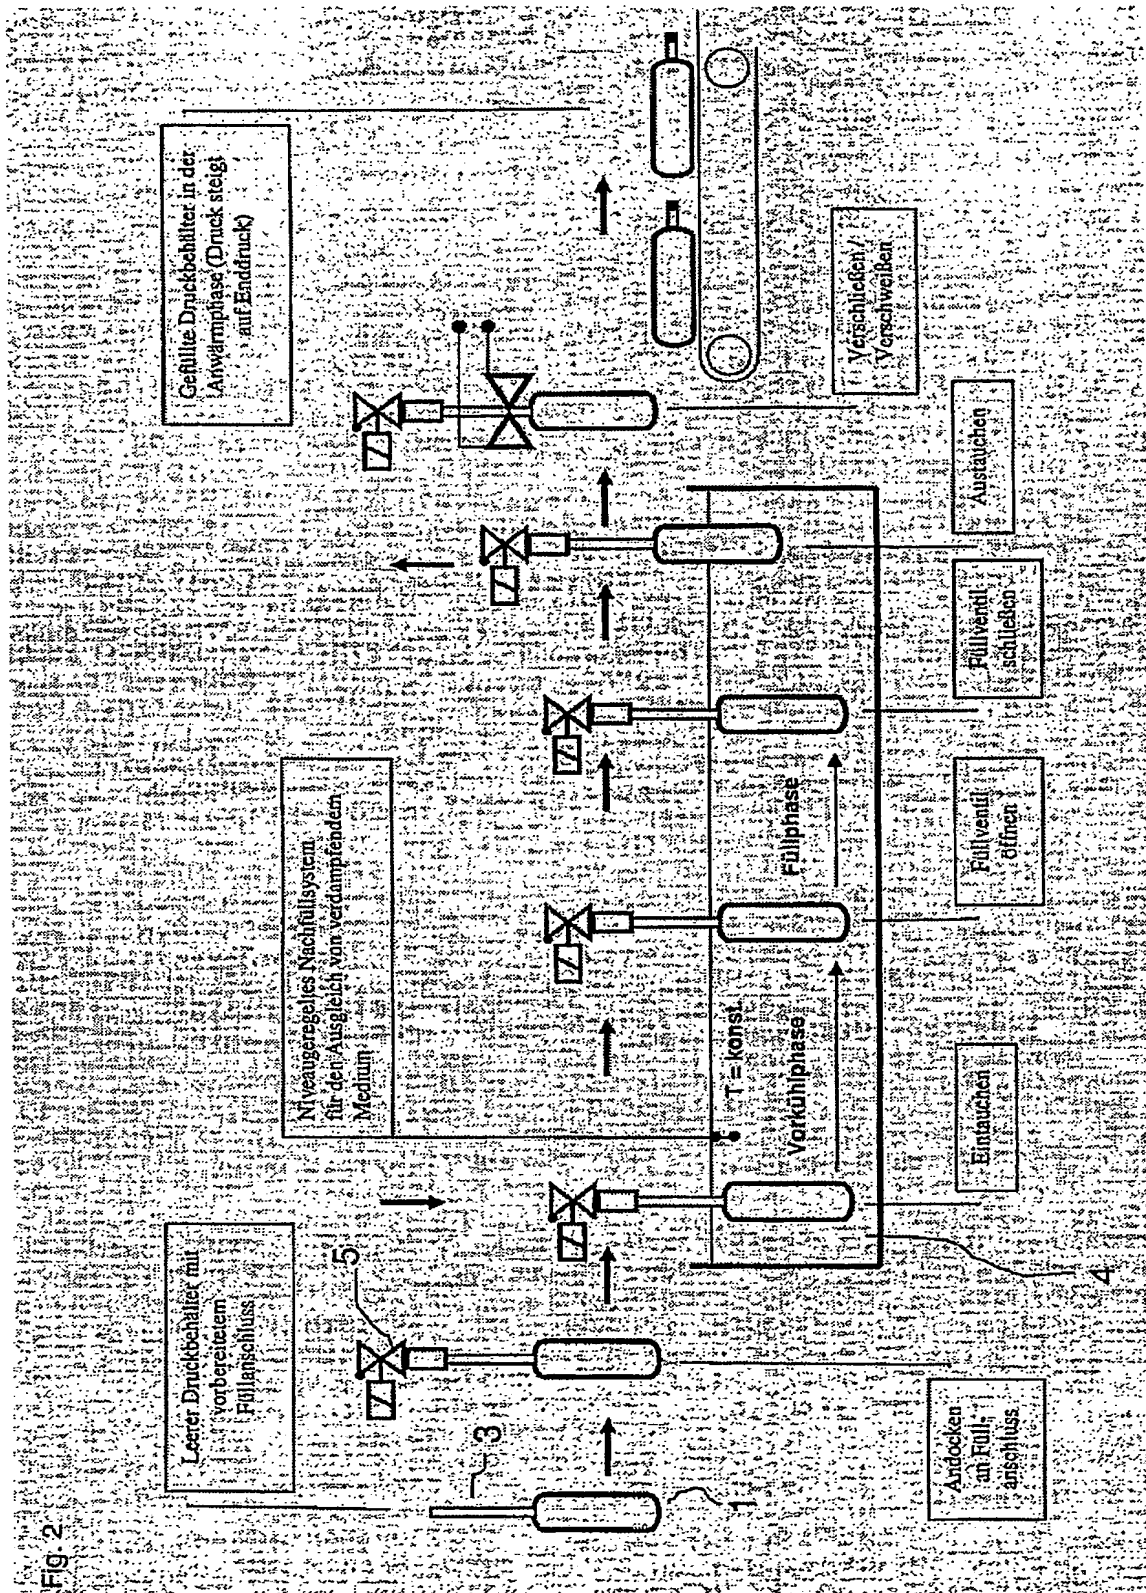 Fig. 2
Leerer Druckbehälter mit
vorbereitetem
Füllanschluss
Niveaugeregeltes Nachfüllsystem
für den Ausgleich von verdampfendem
Medium
Gefüllte Druckbehälter in der
Anwärmphase (Druck steigt
auf Enddruck)
5
3
1
4
T = konst.
Vorkühlphase
Füllphase
Andocken
an Füll-
anschluss
Eintauchen
Füllventil
öffnen
Füllventil
schließen
Austauchen
Verschließen /
Verschweißen